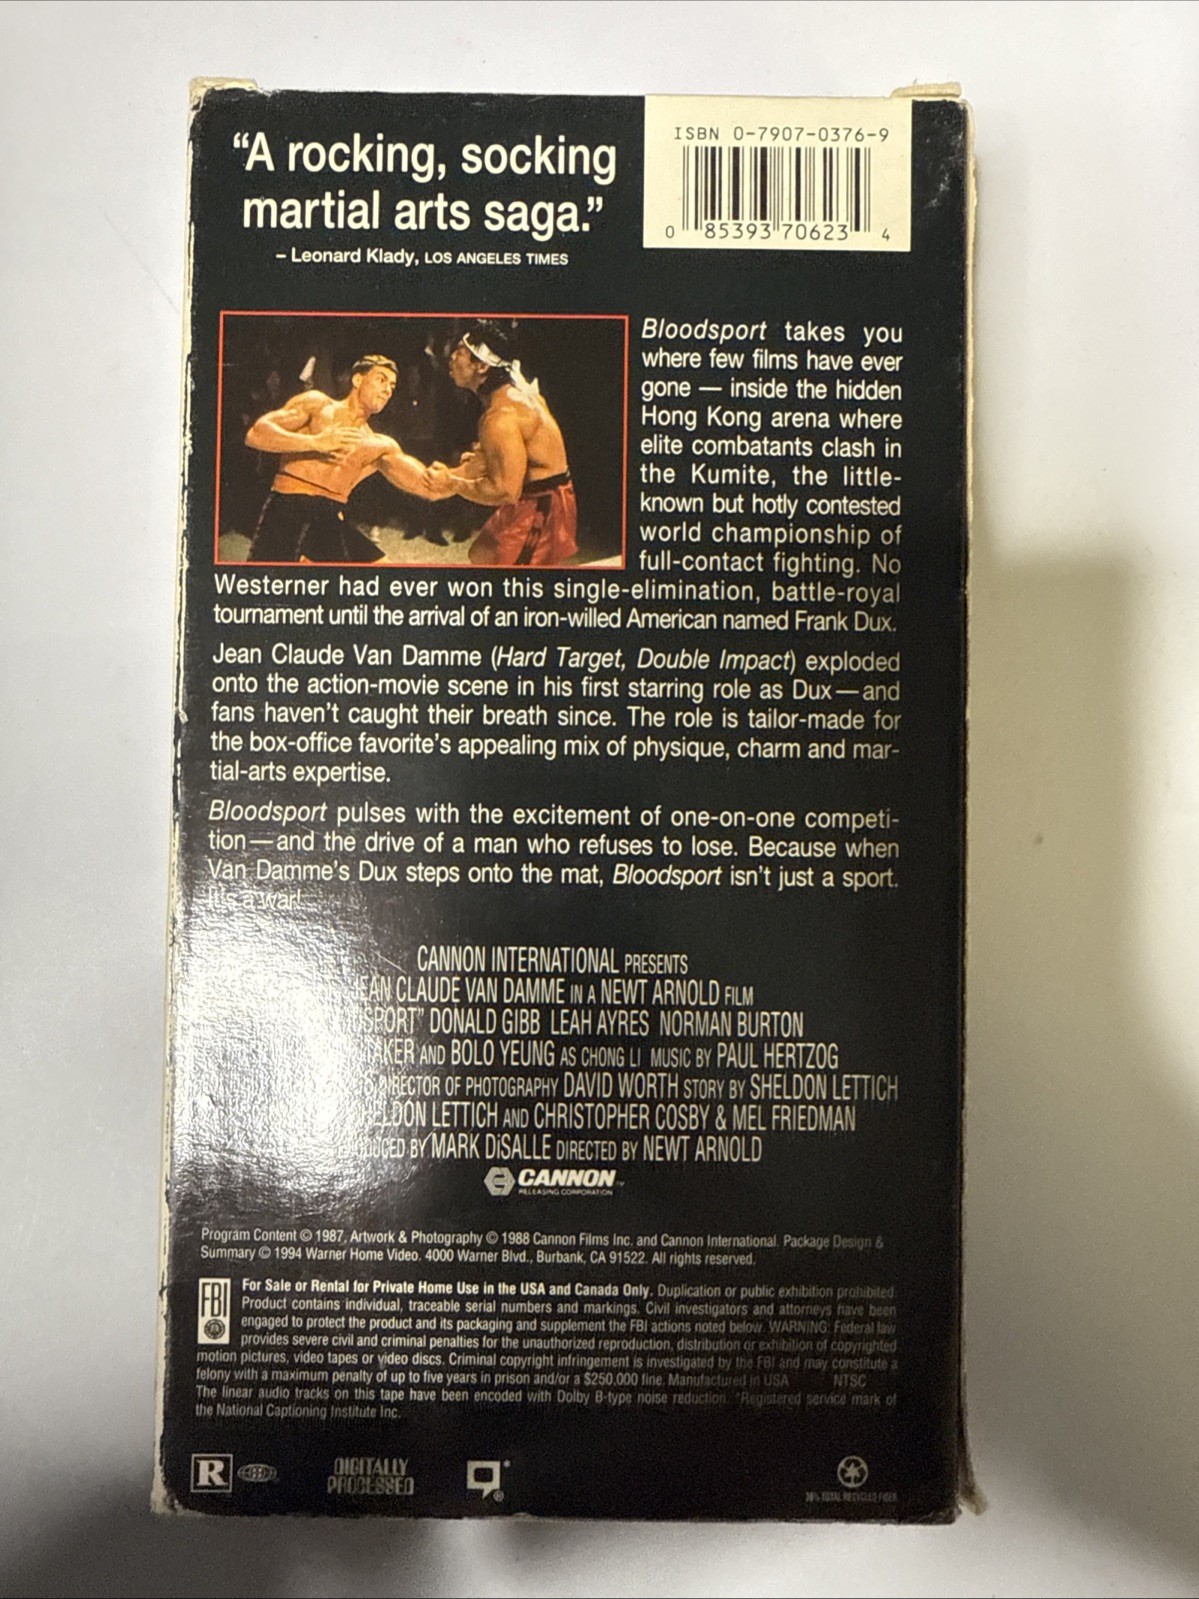 “A rocking, socking
martial arts saga.”
– Leonard Klady, LOS ANGELES TIMES
ISBN 0-7907-0376-9
0 85393 70623 4
Bloodsport takes you
where few films have ever
gone — inside the hidden
Hong Kong arena where
elite combatants clash in
the Kumite, the little-
known but hotly contested
world championship of
full-contact fighting. No
Westerner had ever won this single-elimination, battle-royal
tournament until the arrival of an iron-willed American named Frank Dux.
Jean Claude Van Damme (Hard Target, Double Impact) exploded
onto the action-movie scene in his first starring role as Dux—and
fans haven't caught their breath since. The role is tailor-made for
the box-office favorite's appealing mix of physique, charm and mar-
tial-arts expertise.
Bloodsport pulses with the excitement of one-on-one competi-
tion—and the drive of a man who refuses to lose. Because when
Van Damme's Dux steps onto the mat, Bloodsport isn't just a sport.
It's a war!
CANNON INTERNATIONAL PRESENTS
EAN CLAUDE VAN DAMME IN A NEWT ARNOLD FILM
SPORT” DONALD GIBB LEAH AYRES NORMAN BURTON
AKER AND BOLO YEUNG AS CHONG LI MUSIC BY PAUL HERTZOG
DIRECTOR OF PHOTOGRAPHY DAVID WORTH STORY BY SHELDON LETTICH
ELDON LETTICH AND CHRISTOPHER COSBY & MEL FRIEDMAN
UCED BY MARK DiSALLE DIRECTED BY NEWT ARNOLD
CANNON TM
RELEASING CORPORATION
Program Content © 1987, Artwork & Photography © 1988 Cannon Films Inc. and Cannon International. Package Design &
Summary © 1994 Warner Home Video. 4000 Warner Blvd., Burbank, CA 91522. All rights reserved.
FBI
For Sale or Rental for Private Home Use in the USA and Canada Only. Duplication or public exhibition prohibited.
Product contains individual, traceable serial numbers and markings. Civil investigators and attorneys have been
engaged to protect the product and its packaging and supplement the FBI actions noted below. WARNING: Federal law
provides severe civil and criminal penalties for the unauthorized reproduction, distribution or exhibition of copyrighted
motion pictures, video tapes or video discs. Criminal copyright infringement is investigated by the FBI and may constitute a
felony with a maximum penalty of up to five years in prison and/or a $250,000 fine. Manufactured in USA NTSC
The linear audio tracks on this tape have been encoded with Dolby B-type noise reduction. *Registered service mark of
the National Captioning Institute Inc.
R
DIGITALLY
PROCESSED
*
®
TOTAL RECYCLED FIBER